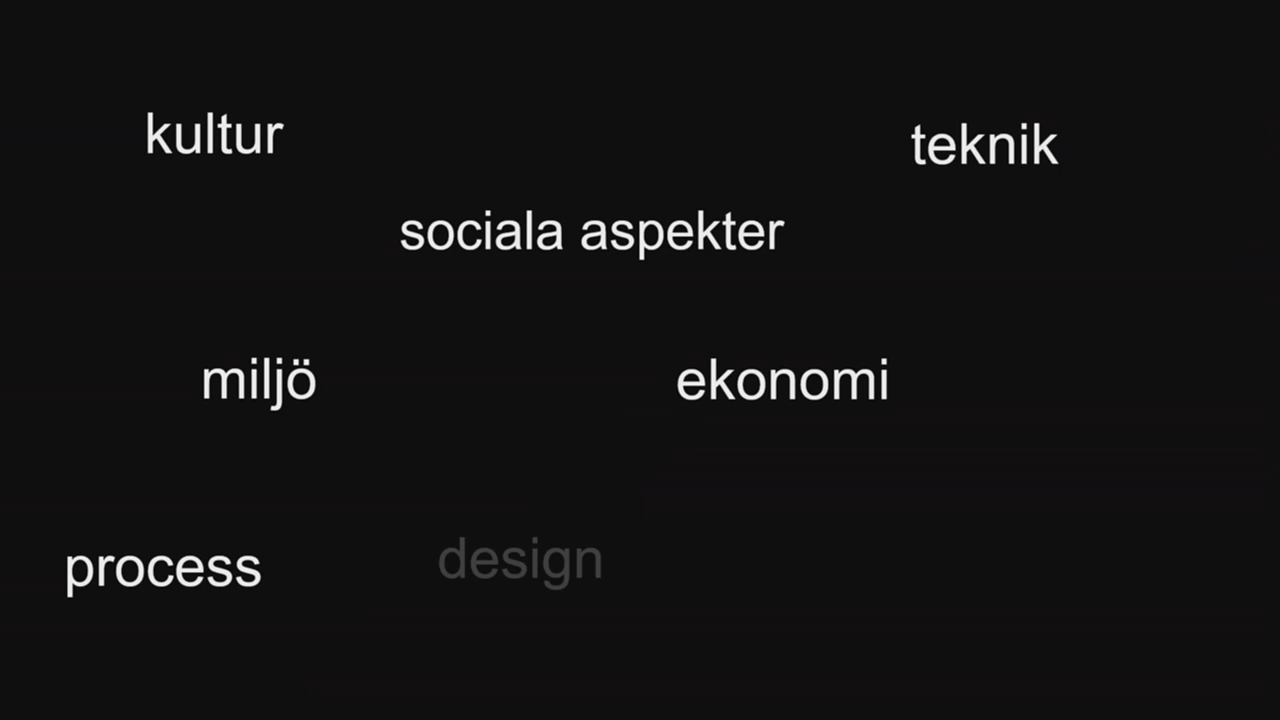 kultur
teknik
sociala aspekter
miljö
ekonomi
process
design